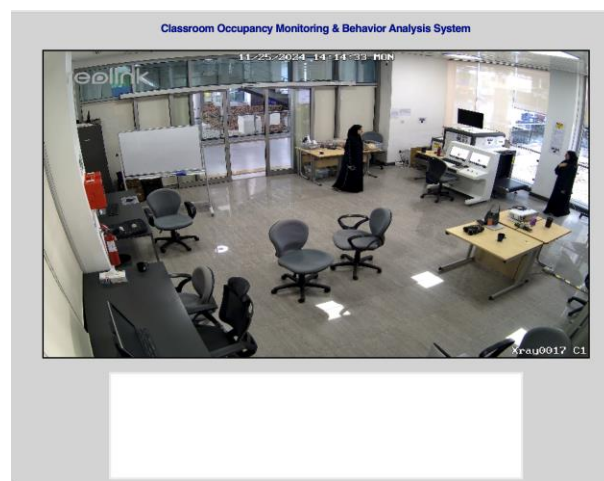 Classroom Occupancy Monitoring & Behavior Analysis System
11/25/2024 14:14:33 MON
eolink
Xray0017 C1